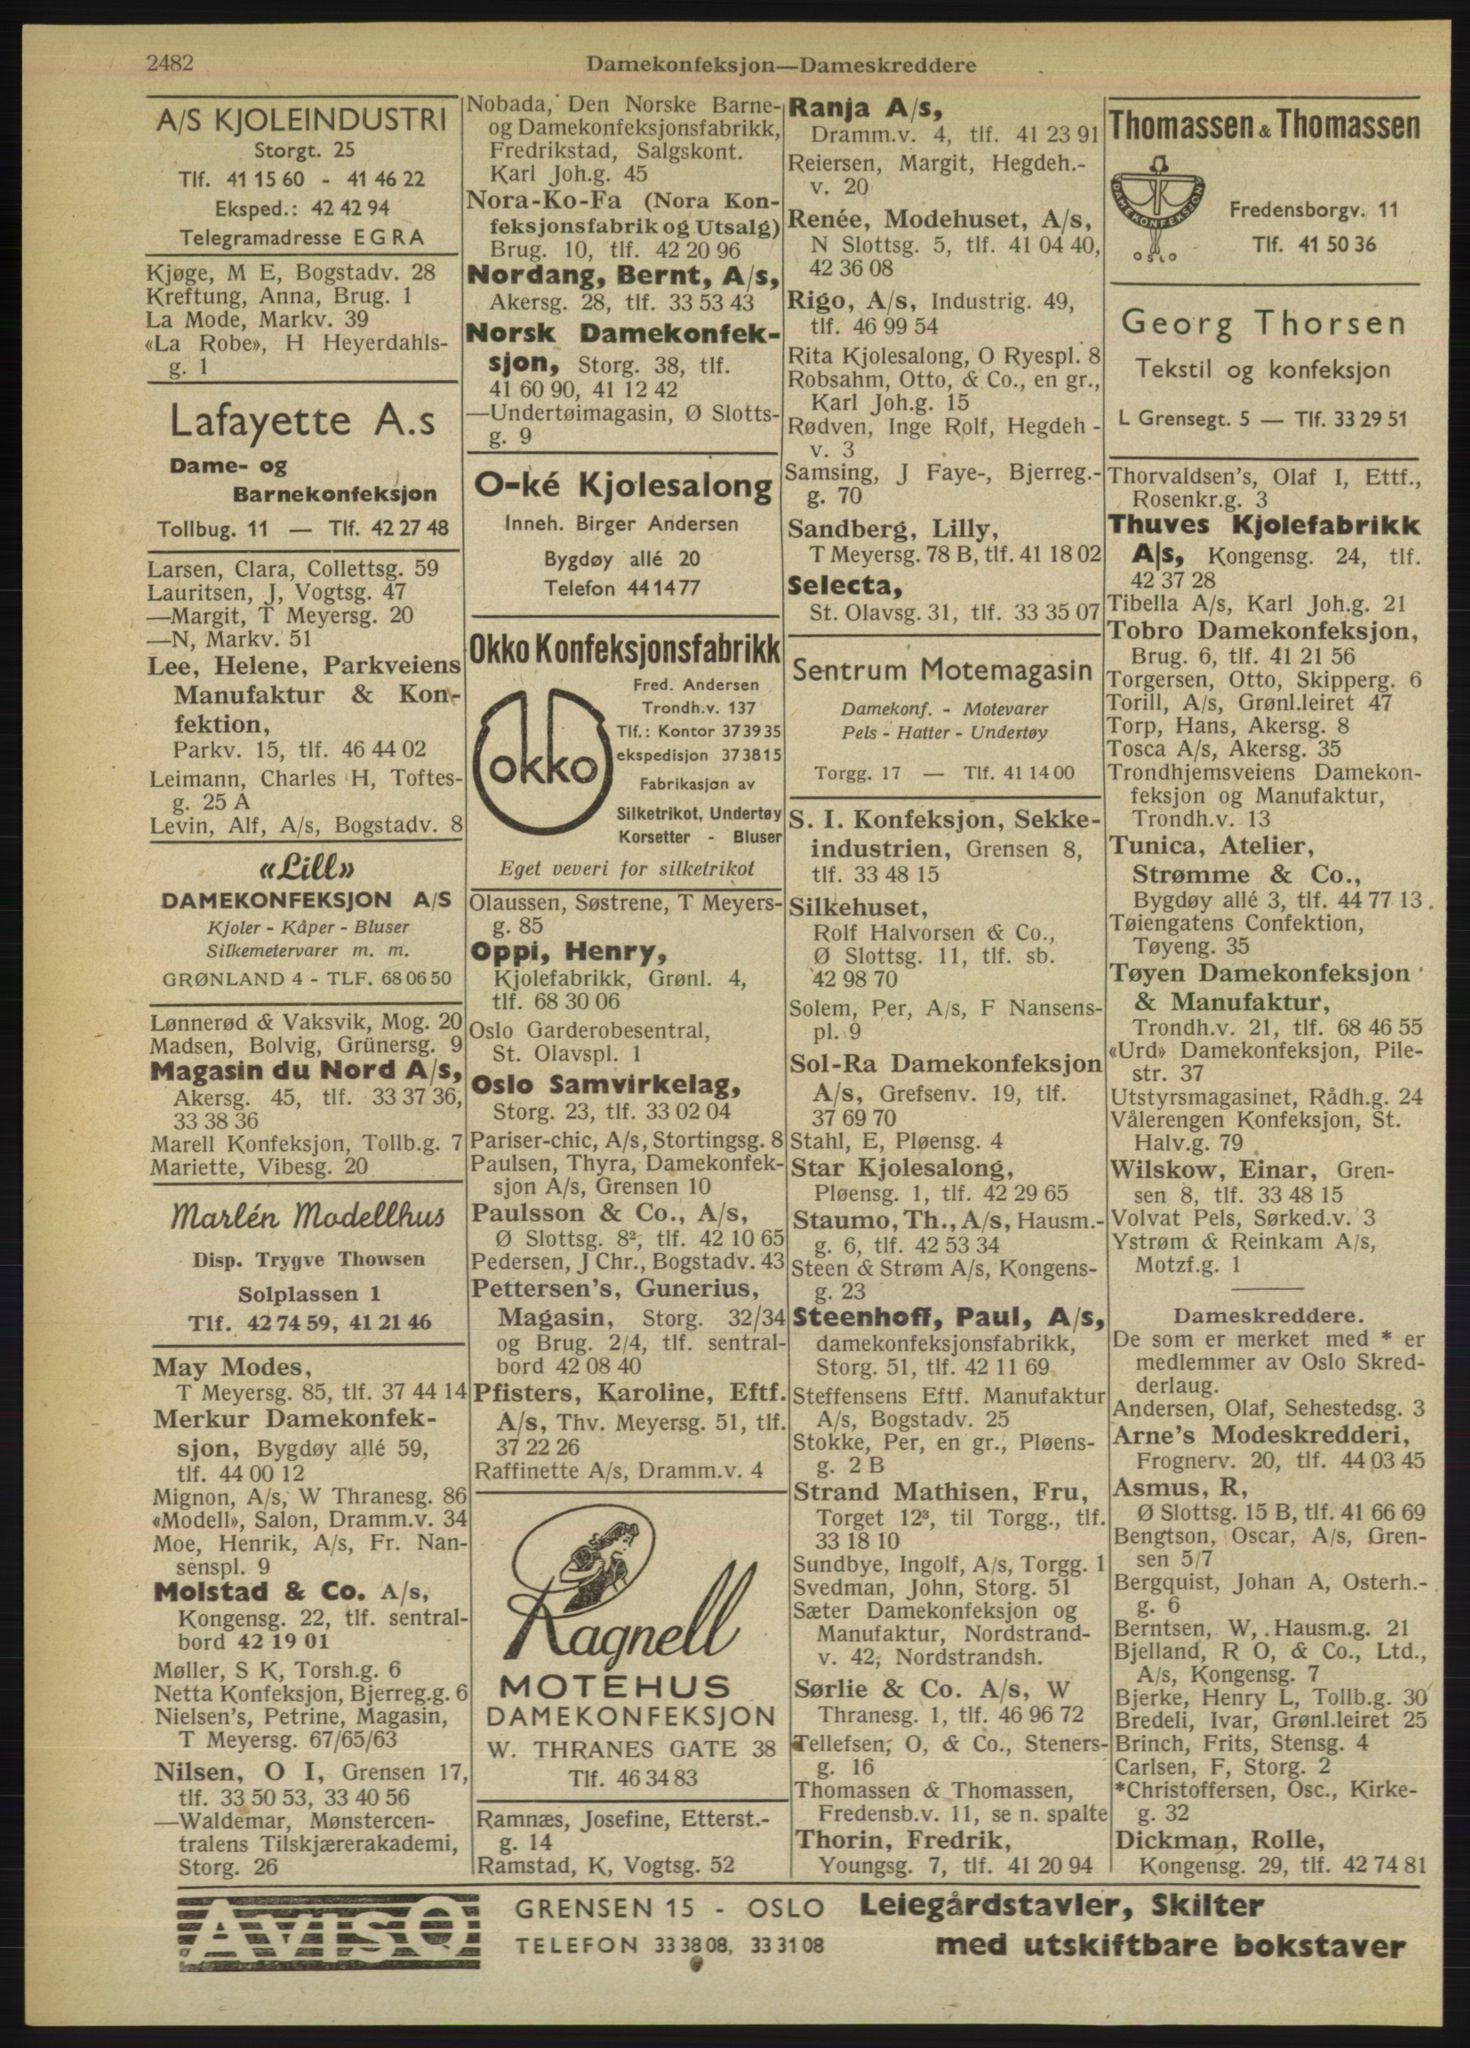 2482
Damekonfeksjon—Dameskreddere
A/S KJOLEINDUSTRI
Storgt. 25
Tlf. 41 15 60 - 41 46 22
Eksped.: 42 42 94
Telegramadresse EGRA
Kjøge, M E, Bogstadv. 28
Kreftung, Anna, Brug. 1
La Mode, Markv. 39
«La Robe», H Heyerdahls-
g. 1
Lafayette A.s
Dame- og
Barnekonfeksjon
Tollbug. 11 — Tlf. 42 27 48
Larsen, Clara, Collettsg. 59
Lauritsen, J, Vogtsg. 47
—Margit, T Meyersg. 20
—N, Markv. 51
Lee, Helene, Parkveiens
Manufaktur & Kon-
fektion,
Parkv. 15, tlf. 46 44 02
Leimann, Charles H, Toftes-
g. 25 A
Levin, Alf, A/s, Bogstadv. 8
«Lill»
DAMEKONFEKSJON A/S
Kjoler - Kåper - Bluser
Silkemetervarer m. m.
GRØNLAND 4 - TLF. 68 06 50
Lønnerød & Vaksvik, Mog. 20
Madsen, Bolvig, Grünersg. 9
Magasin du Nord A/s,
Akersg. 45, tlf. 33 37 36,
33 38 36
Marell Konfeksjon, Tollb.g. 7
Mariette, Vibesg. 20
Marlén Modellhus
Disp. Trygve Thowsen
Solplassen 1
Tlf. 42 74 59, 41 21 46
May Modes,
T Meyersg. 85, tlf. 37 44 14
Merkur Damekonfek-
sjon, Bygdøy allé 59,
tlf. 44 00 12
Mignon, A/s, W Thranesg. 86
«Modell», Salon, Dramm.v. 34
Moe, Henrik, A/s, Fr. Nan-
senspl. 9
Molstad & Co. A/s,
Kongensg. 22, tlf. sentral-
bord 42 19 01
Møller, S K, Torsh.g. 6
Netta Konfeksjon, Bjerreg.g. 6
Nielsen's, Petrine, Magasin,
T Meyersg. 67/65/63
Nilsen, O I, Grensen 17,
tlf. 33 50 53, 33 40 56
—Waldemar, Mønstercen-
tralens Tilskjærerakademi,
Storg. 26
Nobada, Den Norske Barne-
og Damekonfeksjonsfabrikk,
Fredrikstad, Salgskont.
Karl Joh.g. 45
Nora-Ko-Fa (Nora Kon-
feksjonsfabrik og Utsalg)
Brug. 10, tlf. 42 20 96
Nordang, Bernt, A/s,
Akersg. 28, tlf. 33 53 43
Norsk Damekonfek-
sjon, Storg. 38, tlf.
41 60 90, 41 12 42
—Undertøimagasin, Ø Slotts-
g. 9
O-ké Kjolesalong
Inneh. Birger Andersen
Bygdøy allé 20
Telefon 44 14 77
Okko Konfeksjonsfabrikk
okko
Fred. Andersen
Trondh.v. 137
Tlf.: Kontor 37 39 35
ekspedisjon 37 38 15
Fabrikasjon av
Silketrikot, Undertøy
Korsetter - Bluser
Eget veveri for silketrikot
Olaussen, Søstrene, T Meyers-
g. 85
Oppi, Henry,
Kjolefabrikk, Grønl. 4,
tlf. 68 30 06
Oslo Garderobesentral,
St. Olavspl. 1
Oslo Samvirkelag,
Storg. 23, tlf. 33 02 04
Pariser-chic, A/s, Stortingsg. 8
Paulsen, Thyra, Damekonfek-
sjon A/s, Grensen 10
Paulsson & Co., A/s,
Ø Slottsg. 8², tlf. 42 10 65
Pedersen, J Chr., Bogstadv. 43
Pettersen's, Gunerius,
Magasin, Storg. 32/34
og Brug. 2/4, tlf. sentral-
bord 42 08 40
Pfisters, Karoline, Eftf.
A/s, Thv. Meyersg. 51, tlf.
37 22 26
Raffinette A/s, Dramm.v. 4
Ragnell
MOTEHUS
DAMEKONFEKSJON
W. THRANES GATE 38
Tlf. 46 34 83
Ramnæs, Josefine, Etterst.-
g. 14
Ramstad, K, Vogtsg. 52
Ranja A/s,
Dramm.v. 4, tlf. 41 23 91
Reiersen, Margit, Hegdeh.-
v. 20
Renée, Modehuset, A/s,
N Slottsg. 5, tlf. 41 04 40,
42 36 08
Rigo, A/s, Industrig. 49,
tlf. 46 99 54
Rita Kjolesalong, O Ryespl. 8
Robsahm, Otto, & Co., en gr.,
Karl Joh.g. 15
Rødven, Inge Rolf, Hegdeh -
v. 3
Samsing, J Faye-, Bjerreg.-
g. 70
Sandberg, Lilly,
T Meyersg. 78 B, tlf. 41 18 02
Selecta,
St. Olavsg. 31, tlf. 33 35 07
Sentrum Motemagasin
Damekonf. - Motevarer
Pels - Hatter - Undertøy
Torgg. 17 — Tlf. 41 14 00
S. I. Konfeksjon, Sekke-
industrien, Grensen 8,
tlf. 33 48 15
Silkehuset,
Rolf Halvorsen & Co.,
Ø Slottsg. 11, tlf. sb.
42 98 70
Solem, Per, A/s, F Nansens-
pl. 9
Sol-Ra Damekonfeksjon
A/s, Grefsenv. 19, tlf.
37 69 70
Stahl, E, Pløensg. 4
Star Kjolesalong,
Pløensg. 1, tlf. 42 29 65
Staumo, Th., A/s, Hausm.-
g. 6, tlf. 42 53 34
Steen & Strøm A/s, Kongens-
g. 23
Steenhoff, Paul, A/s,
damekonfeksjonsfabrikk,
Storg. 51, tlf. 42 11 69
Steffensens Eftf. Manufaktur
A/s, Bogstadv. 25
Stokke, Per, en gr., Pløens-
g. 2 B
Strand Mathisen, Fru,
Torget 12³, til Torgg., tlf.
33 18 10
Sundbye, Ingolf, A/s, Torgg. 1
Svedman, John, Storg. 51
Sæter Damekonfeksjon og
Manufaktur, Nordstrand-
v. 42, Nordstrandsh.
Sørlie & Co. A/s, W
Thranesg. 1, tlf. 46 96 72
Tellefsen, O, & Co., Steners-
g. 16
Thomassen & Thomassen,
Fredensb.v. 11, se n. spalte
Thorin, Fredrik,
Youngsg. 7, tlf. 41 20 94
Thomassen & Thomassen
DAMEKONFEKSJON
OSLO
Fredensborgv. 11
Tlf. 41 50 36
Georg Thorsen
Tekstil og konfeksjon
L Grensegt. 5 — Tlf. 33 29 51
Thorvaldsen's, Olaf I, Ettf.,
Rosenkr.g. 3
Thuves Kjolefabrikk
A/s, Kongensg. 24, tlf.
42 37 28
Tibella A/s, Karl Joh.g. 21
Tobro Damekonfeksjon,
Brug. 6, tlf. 41 21 56
Torgersen, Otto, Skipperg. 6
Torill, A/s, Grønl.leiret 47
Torp, Hans, Akersg. 8
Tosca A/s, Akersg. 35
Trondhjemsveiens Damekon-
feksjon og Manufaktur,
Trondh.v. 13
Tunica, Atelier,
Strømme & Co.,
Bygdøy allé 3, tlf. 44 77 13.
Tøiengatens Confektion,
Tøyeng. 35
Tøyen Damekonfeksjon
& Manufaktur,
Trondh.v. 21, tlf. 68 46 55
«Urd» Damekonfeksjon, Pile-
str. 37
Utstyrsmagasinet, Rådh.g. 24
Vålerengen Konfeksjon, St.
Halv.g. 79
Wilskow, Einar, Gren-
sen 8, tlf. 33 48 15
Volvat Pels, Sørked.v. 3
Ystrøm & Reinkam A/s,
Motzf.g. 1
Dameskreddere.
De som er merket med * er
medlemmer av Oslo Skred-
derlaug.
Andersen, Olaf, Sehestedsg. 3
Arne's Modeskredderi,
Frognerv. 20, tlf. 44 03 45
Asmus, R,
Ø Slottsg. 15 B, tlf. 41 66 69
Bengtson, Oscar, A/s, Gren-
sen 5/7
Bergquist, Johan A, Osterh.-
g. 6
Berntsen, W, Hausm.g. 21
Bjelland, R O, & Co., Ltd.,
A/s, Kongensg. 7
Bjerke, Henry L, Tollb.g. 30
Bredeli, Ivar, Grønl.leiret 25
Brinch, Frits, Stensg. 4
Carlsen, F, Storg. 2
*Christoffersen, Osc., Kirke-
g. 32
Dickman, Rolle,
Kongensg. 29, tlf. 42 74 81
AVISO
GRENSEN 15 - OSLO
TELEFON 33 38 08, 33 31 08
Leiegårdstavler, Skilter
med utskiftbare bokstaver